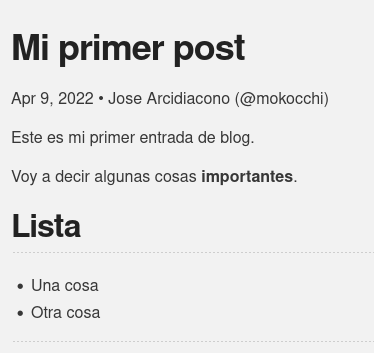 Mi primer post
Apr 9, 2022 • Jose Arcidiacono (@mokocchi)
Este es mi primer entrada de blog.
Voy a decir algunas cosas importantes.
Lista
• Una cosa
• Otra cosa